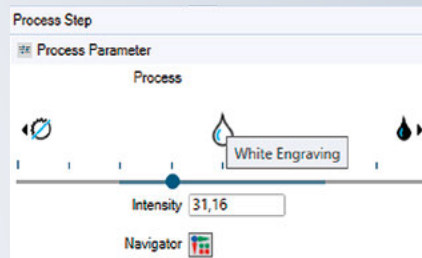 Process Step
Process Parameter
Process
White Engraving
Intensity 31,16
Navigator